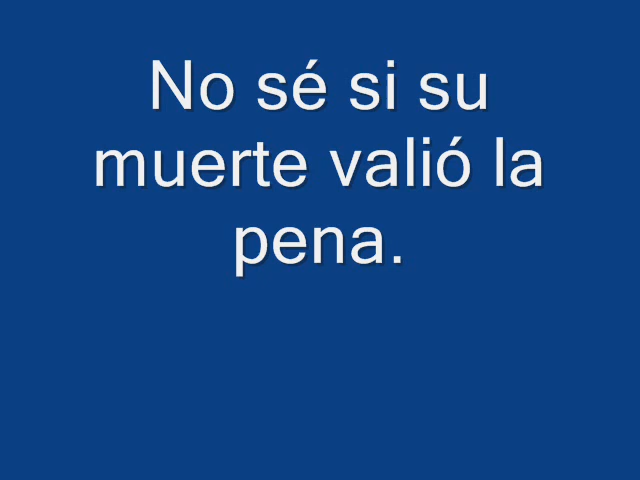 No sé si su
muerte valió la
pena.